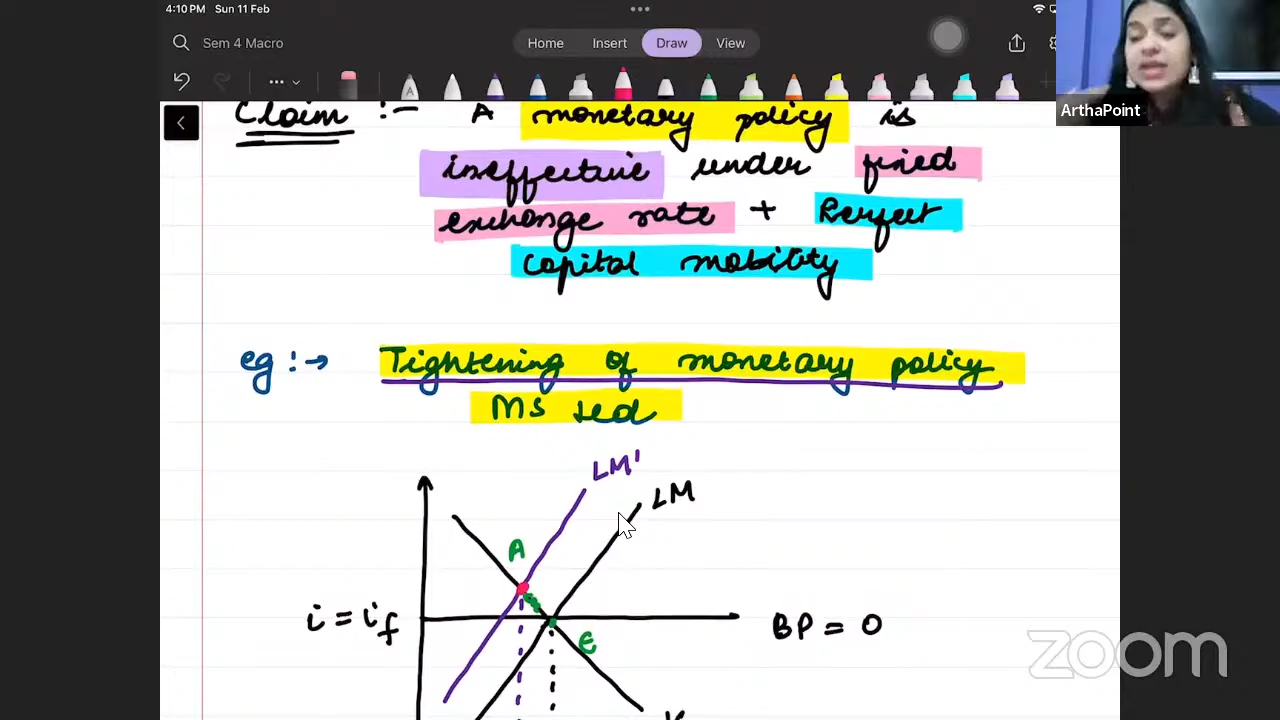 4:10 PM Sun 11 Feb
Sem 4 Macro
Home Insert Draw View
ArthaPoint
Claim :- A monetary policy is
ineffective under fixed
exchange rate + Perfect
capital mobility
eg :→ Tightening of monetary policy
MS ↓ed
LM'
LM
A
i = if
BP = 0
E
zoom